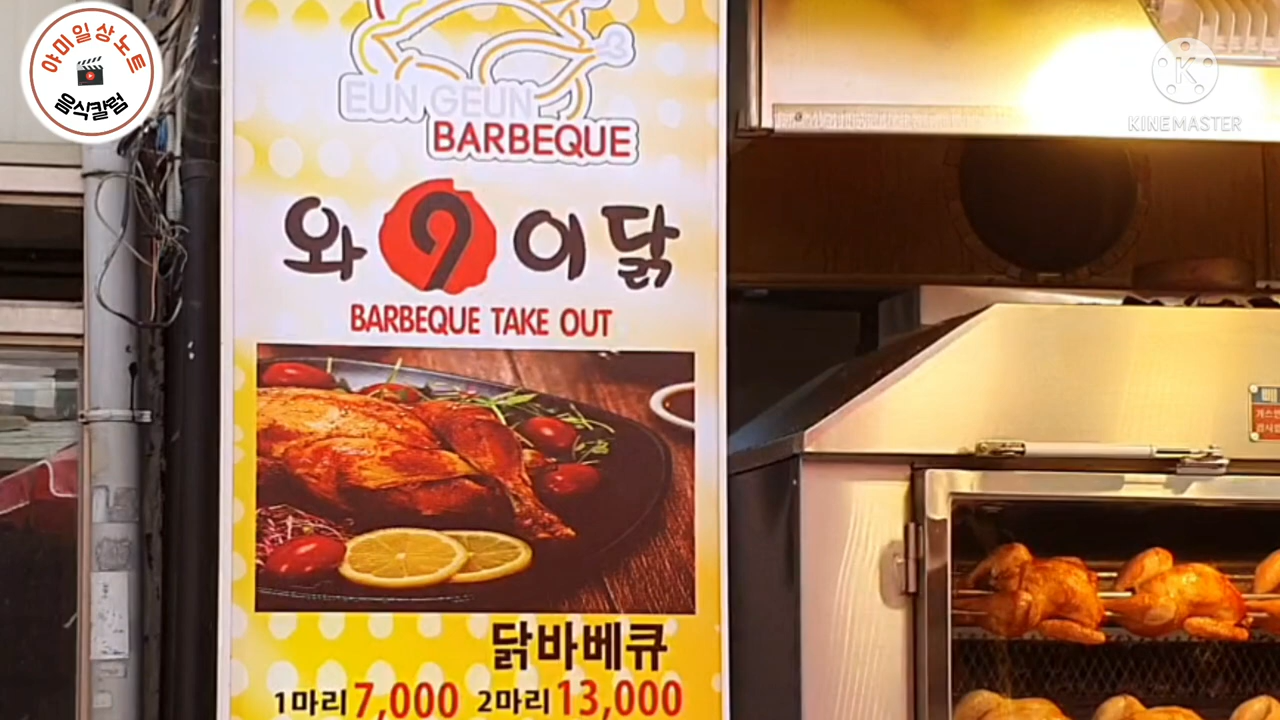 야미일상노트
음식칼럼
EUN GEUN
BARBEQUE
와9이닭
BARBEQUE TAKE OUT
닭바베큐
1마리 7,000 2마리 13,000
KINEMASTER